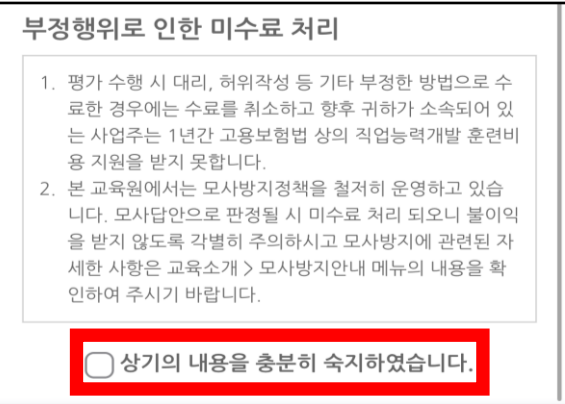 부정행위로 인한 미수료 처리
1. 평가 수행 시 대리, 허위작성 등 기타 부정한 방법으로 수
료한 경우에는 수료를 취소하고 향후 귀하가 소속되어 있
는 사업주는 1년간 고용보험법 상의 직업능력개발 훈련비
용 지원을 받지 못합니다.
2. 본 교육원에서는 모사방지정책을 철저히 운영하고 있습
니다. 모사답안으로 판정될 시 미수료 처리 되오니 불이익
을 받지 않도록 각별히 주의하시고 모사방지에 관련된 자
세한 사항은 교육소개 > 모사방지안내 메뉴의 내용을 확
인하여 주시기 바랍니다.
상기의 내용을 충분히 숙지하였습니다.